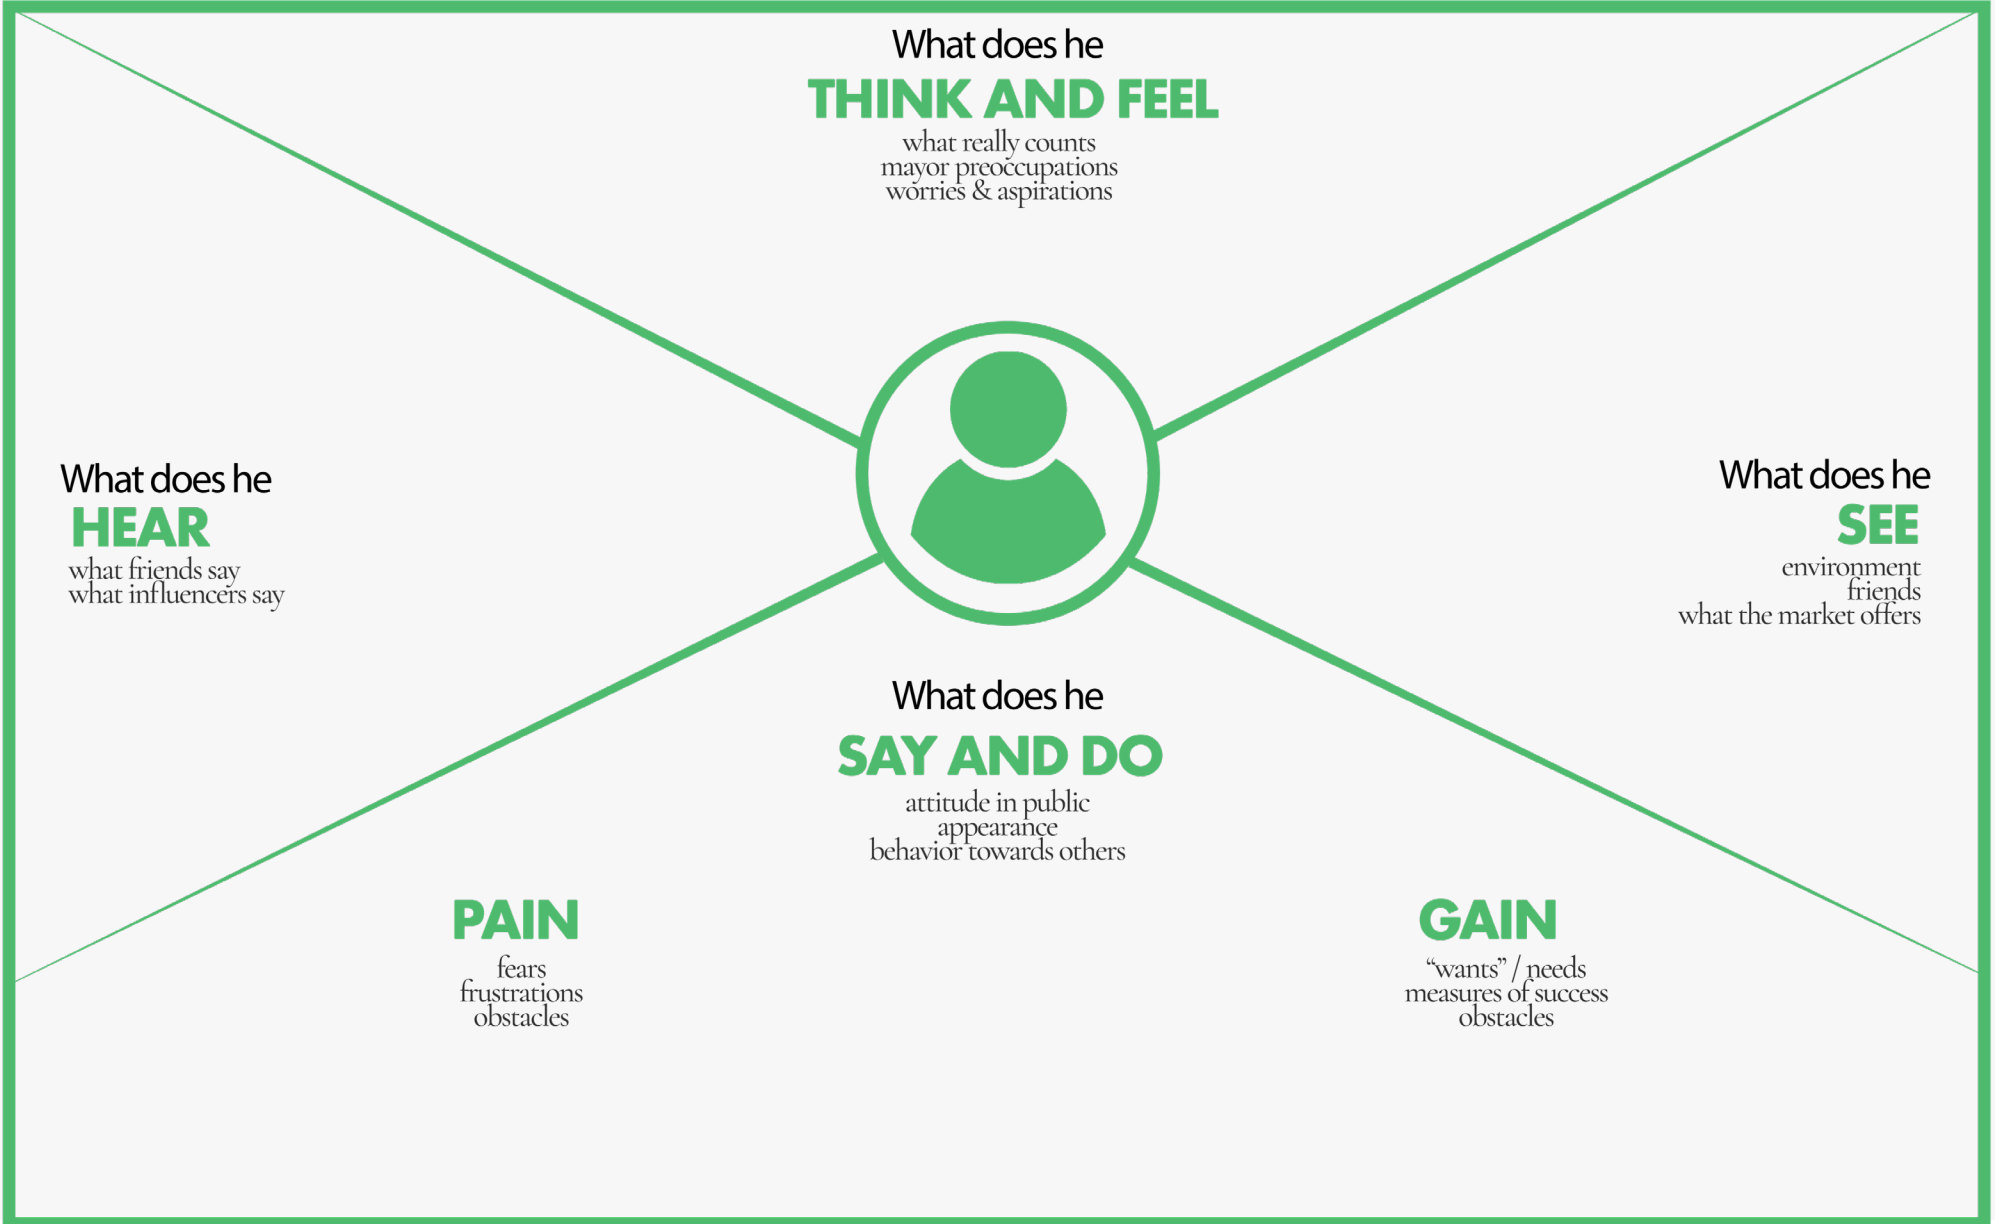 What does he
THINK AND FEEL
what really counts
mayor preoccupations
worries & aspirations
What does he
HEAR
what friends say
what influencers say
What does he
SEE
environment
friends
what the market offers
What does he
SAY AND DO
attitude in public
appearance
behavior towards others
PAIN
fears
frustrations
obstacles
GAIN
“wants” / needs
measures of success
obstacles